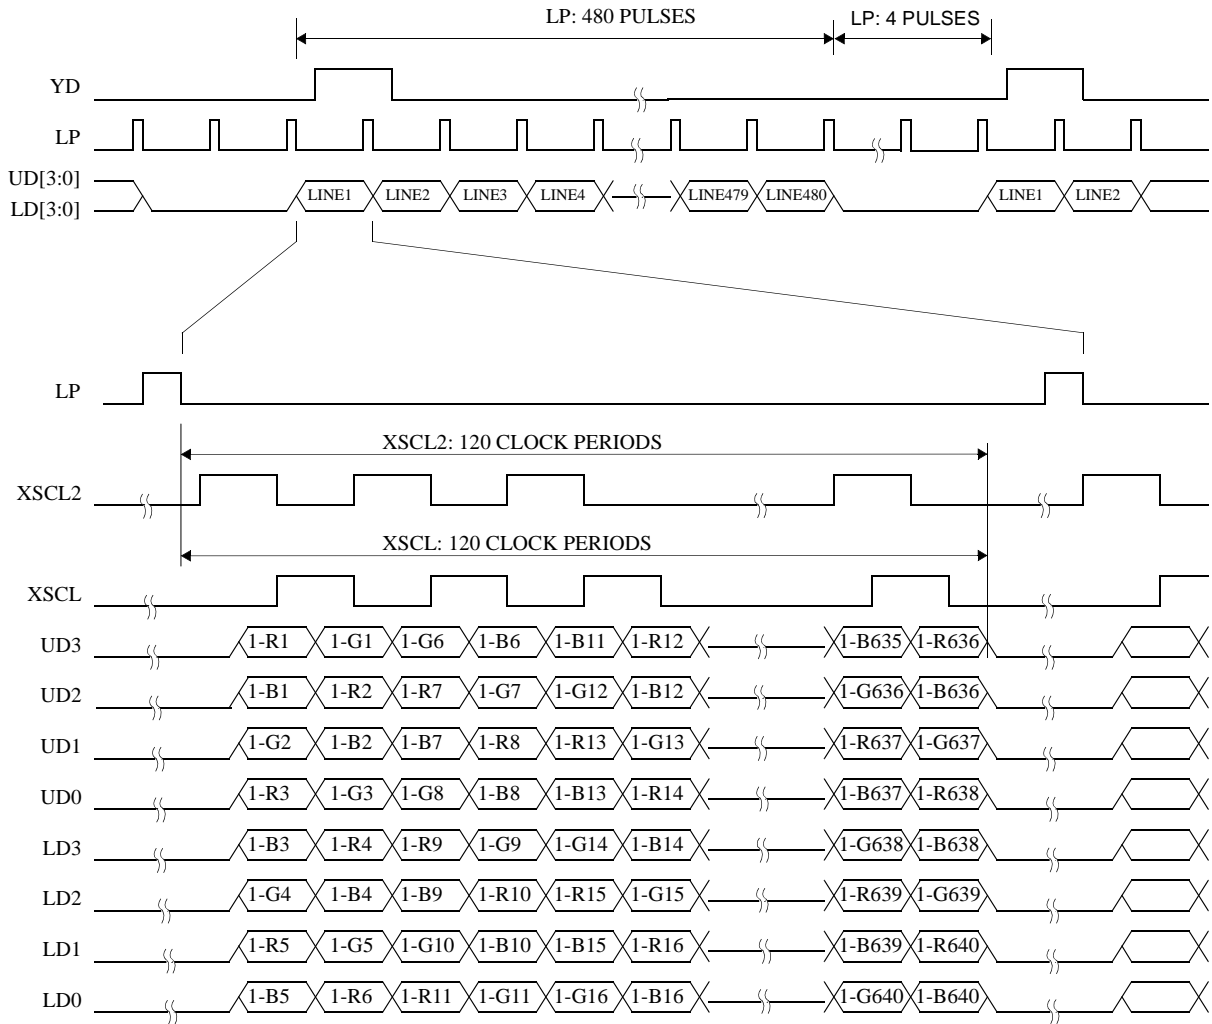 LP: 480 PULSES LP: 4 PULSES
YD
LP
UD[3:0]
LD[3:0]
LINE1 LINE2 LINE3 LINE4 LINE479 LINE480 LINE1 LINE2
LP
XSCL2: 120 CLOCK PERIODS
XSCL2
XSCL: 120 CLOCK PERIODS
XSCL
UD3 1-R1 1-G1 1-G6 1-B6 1-B11 1-R12 1-B635 1-R636
UD2 1-B1 1-R2 1-R7 1-G7 1-G12 1-B12 1-G636 1-B636
UD1 1-G2 1-B2 1-B7 1-R8 1-R13 1-G13 1-R637 1-G637
UD0 1-R3 1-G3 1-G8 1-B8 1-B13 1-R14 1-B637 1-R638
LD3 1-B3 1-R4 1-R9 1-G9 1-G14 1-B14 1-G638 1-B638
LD2 1-G4 1-B4 1-B9 1-R10 1-R15 1-G15 1-R639 1-G639
LD1 1-R5 1-G5 1-G10 1-B10 1-B15 1-R16 1-B639 1-R640
LD0 1-B5 1-R6 1-R11 1-G11 1-G16 1-B16 1-G640 1-B640